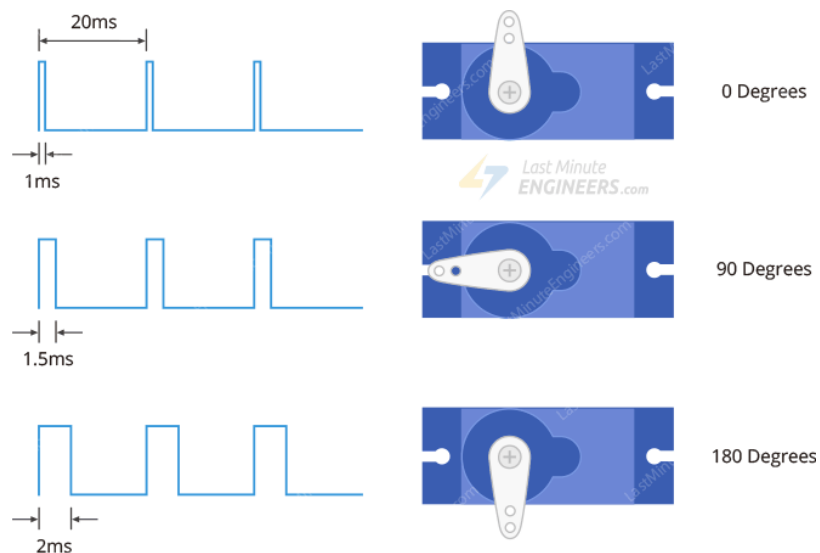 20ms
0 Degrees
1ms
Last Minute
ENGINEERS.com
90 Degrees
1.5ms
180 Degrees
2ms